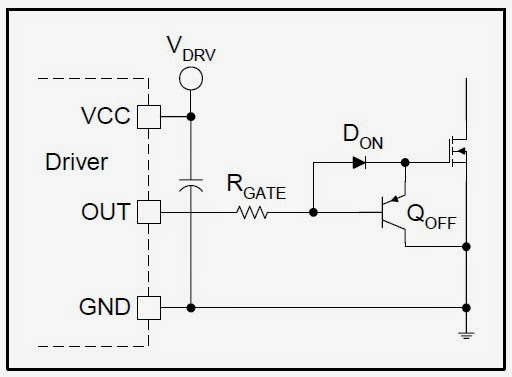 VDRV
VCC
DON
Driver
RGATE
OUT
QOFF
GND